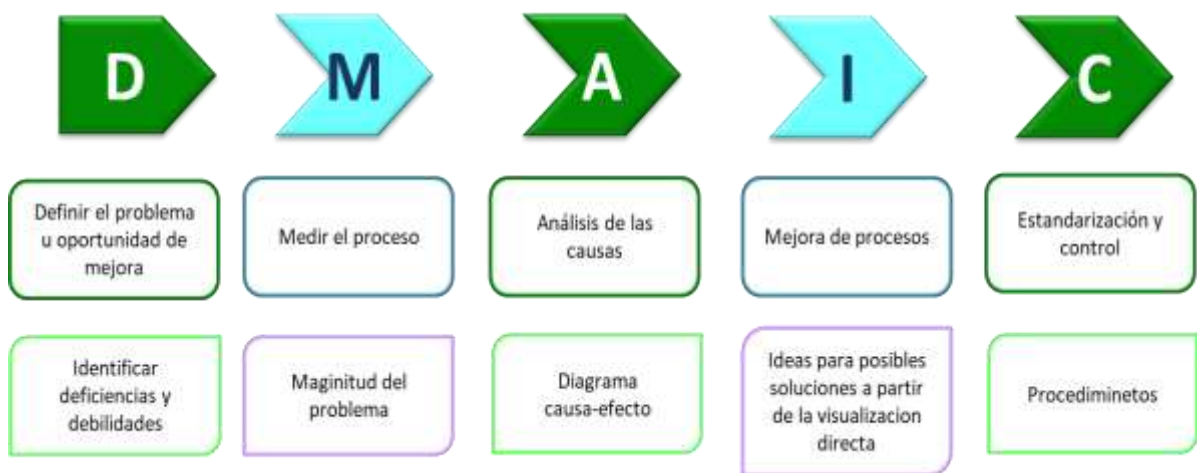 D
M
A
I
C
Definir el problema
u oportunidad de
mejora
Medir el proceso
Análisis de las
causas
Mejora de procesos
Estandarización y
control
Identificar
deficiencias y
debilidades
Maginitud del
problema
Diagrama
causa-efecto
Ideas para posibles
soluciones a partir
de la visualizacion
directa
Procediminetos